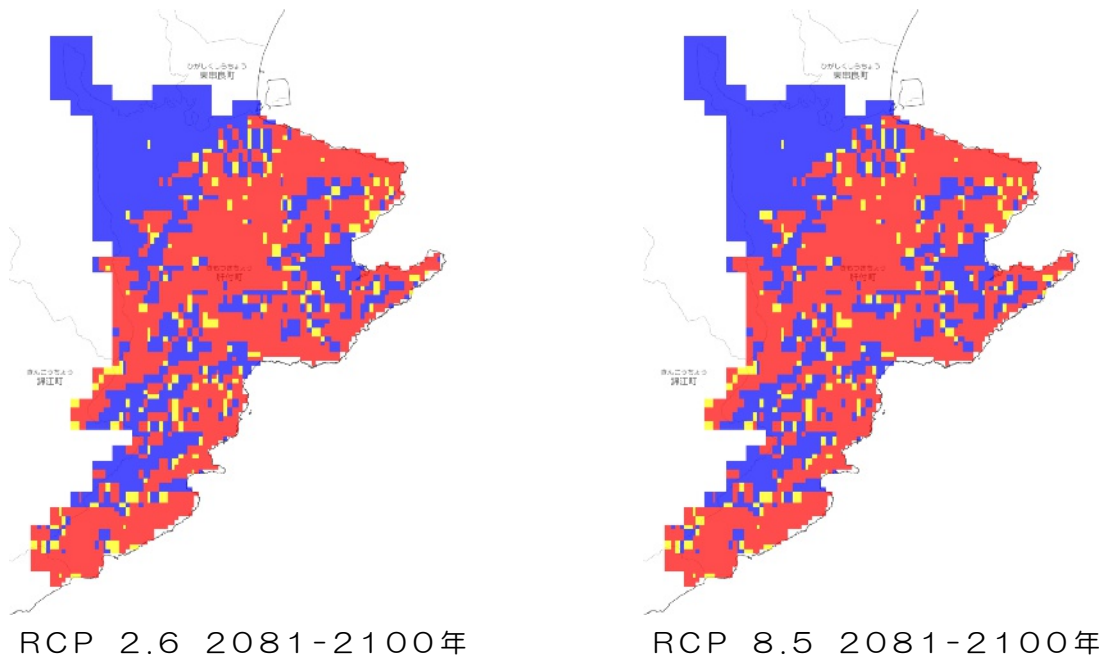 ひがしくしらちょう
東串良町
ひがしくしらちょう
東串良町
きもつきちょう
肝付町
きもつきちょう
肝付町
きんこうちょう
錦江町
きんこうちょう
錦江町
RCP 2.6 2081-2100年
RCP 8.5 2081-2100年